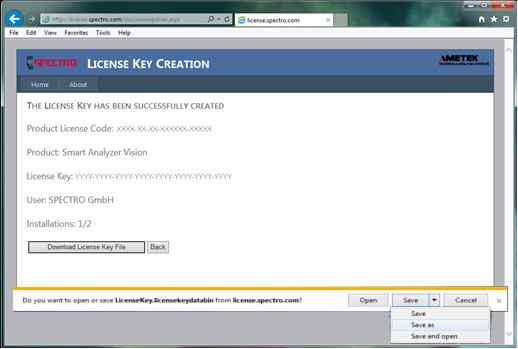 http://license.spectro.com/successresponse.aspx
license.spectro.com
File Edit View Favorites Tools Help
SPECTRO LICENSE KEY CREATION
AMETEK
MATERIALS ANALYSIS DIVISION
Home About
THE LICENSE KEY HAS BEEN SUCCESSFULLY CREATED
Product License Code: XXXX-XX-XX-XXXXXX-XXXXX
Product: Smart Analyzer Vision
License Key: YYYY-YYYY-YYYY-YYYY-YYYY-YYYY-YYYY-YYYY
User: SPECTRO GmbH
Installations: 1/2
Download License Key File Back
Do you want to open or save LicenseKey.licensekeydatabin from license.spectro.com? Open Save Cancel
Save
Save as
Save and open